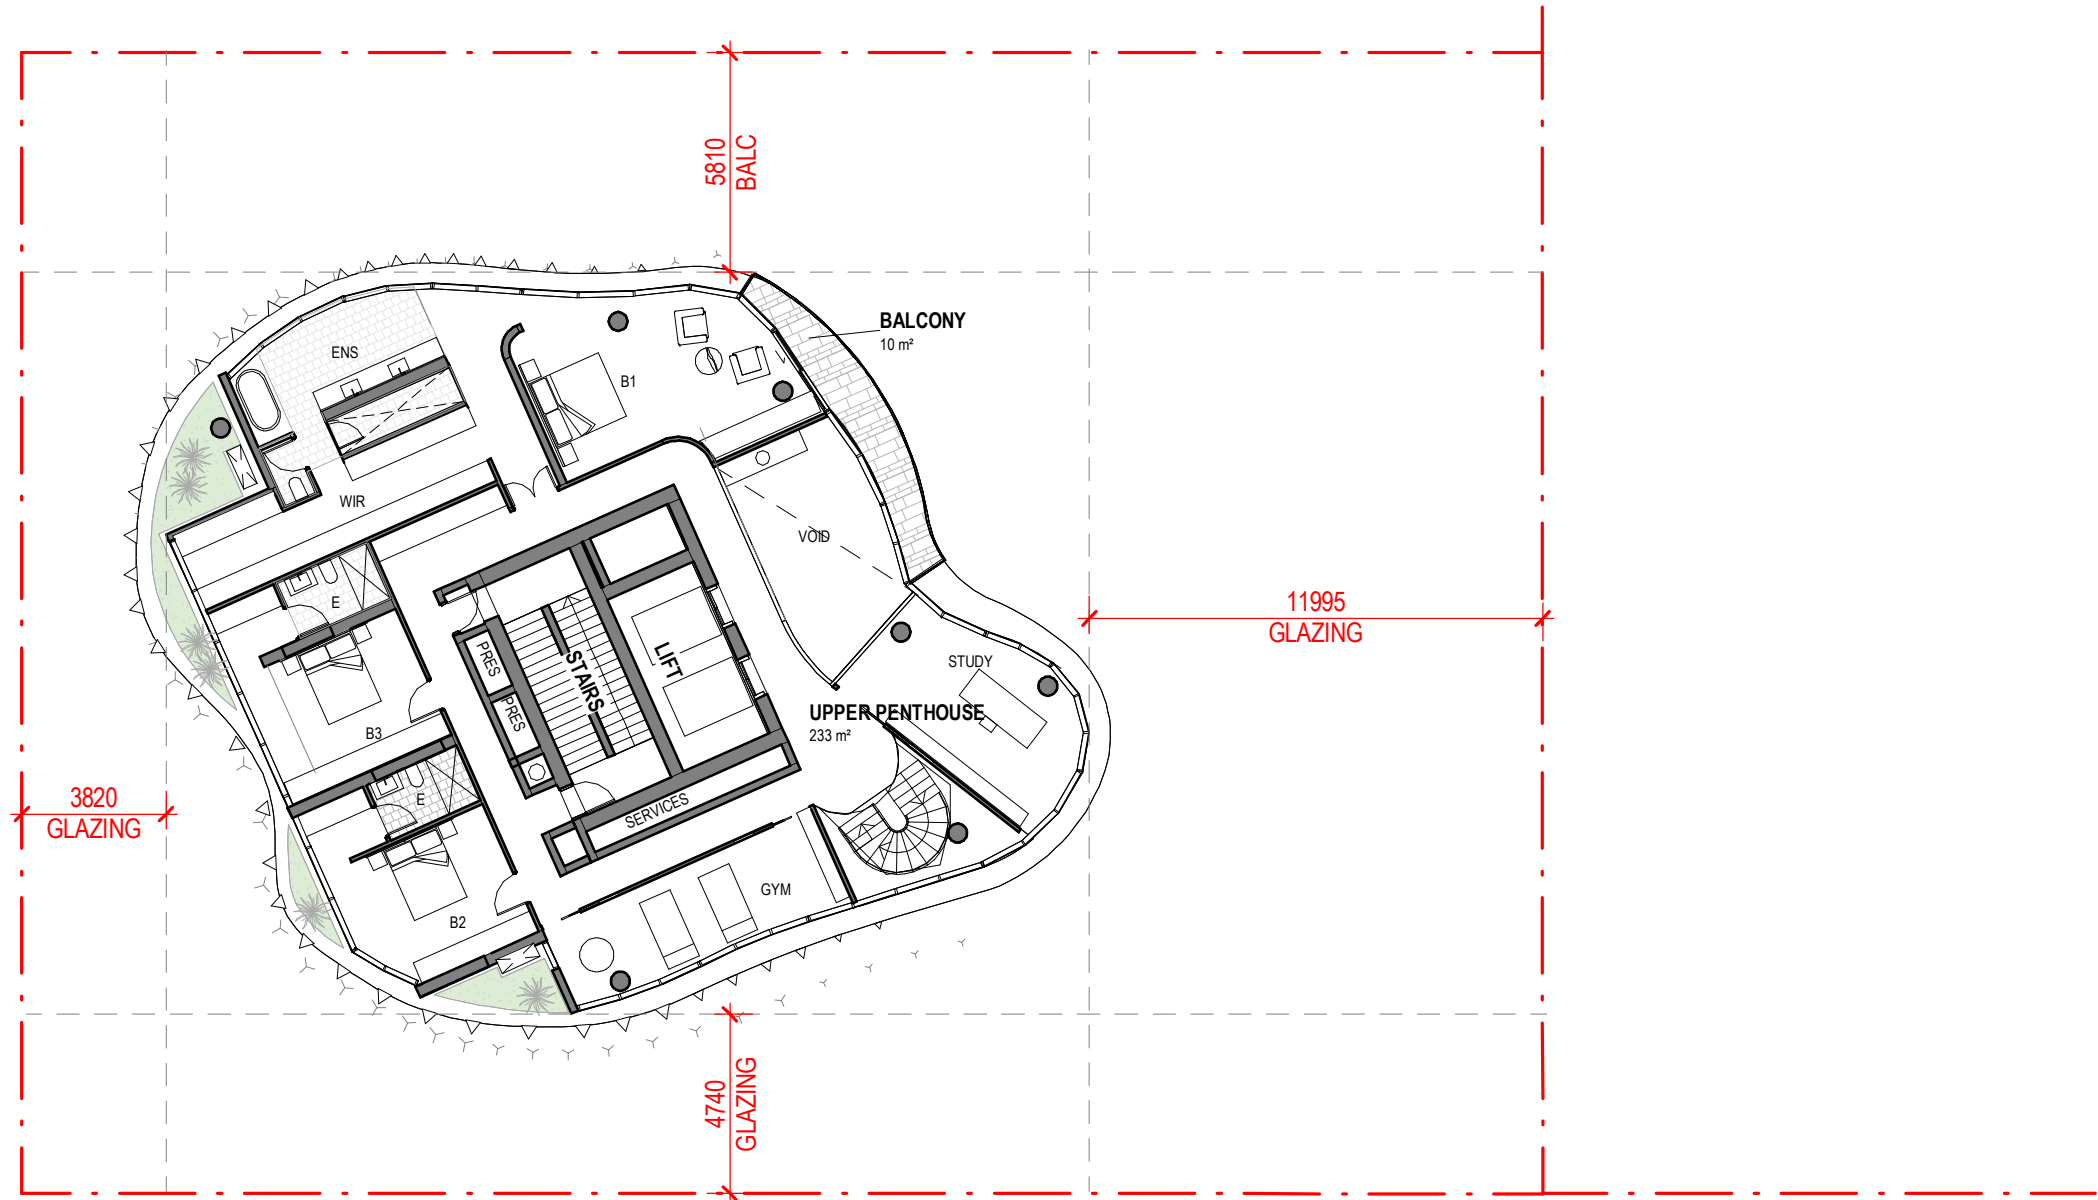 5810
BALC
BALCONY
10 m²
ENS
B1
WIR
VOID
E
11995
GLAZING
STUDY
PRES
STAIRS
LIFT
PRES
UPPER PENTHOUSE
233 m²
B3
3820
GLAZING
E
SERVICES
GYM
B2
4740
GLAZING